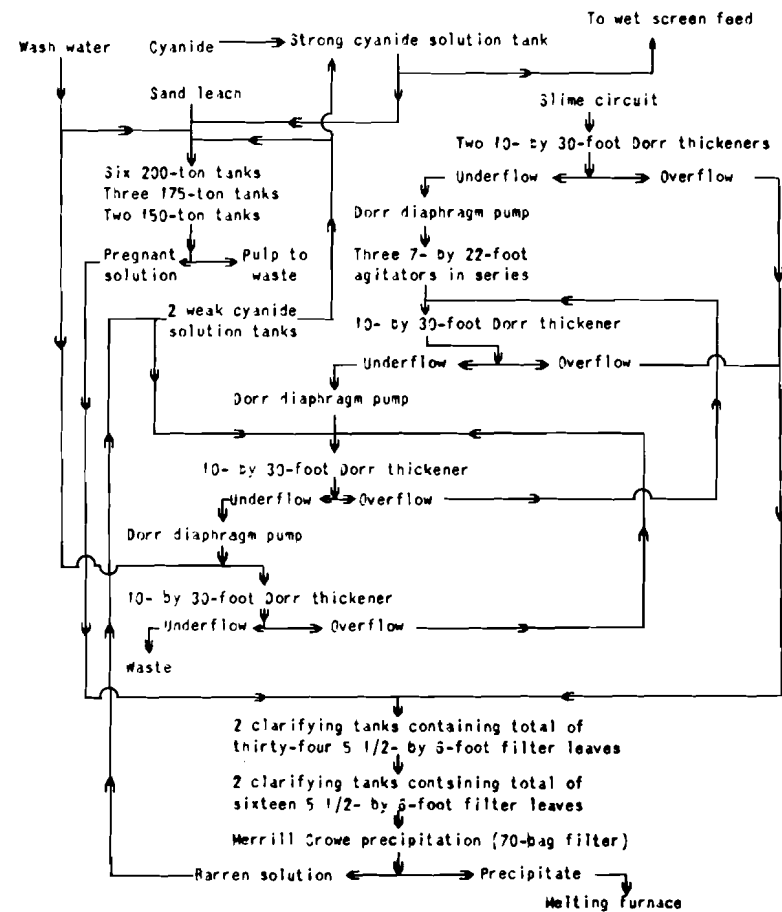 To wet screen feed
Wash water
Cyanide
Strong cyanide solution tank
Sand leach
Slime circuit
Two 10- by 30-foot Dorr thickeners
Six 200-ton tanks
Three 175-ton tanks
Two 150-ton tanks
Underflow
Overflow
Dorr diaphragm pump
Pregnant
solution
Pulp to
waste
Three 7- by 22-foot
agitators in series
2 weak cyanide
solution tanks
10- by 30-foot Dorr thickener
Underflow
Overflow
Dorr diaphragm pump
10- by 30-foot Dorr thickener
Underflow
Overflow
Dorr diaphragm pump
10- by 30-foot Dorr thickener
Underflow
Overflow
Waste
2 clarifying tanks containing total of
thirty-four 5 1/2- by 6-foot filter leaves
2 clarifying tanks containing total of
sixteen 5 1/2- by 6-foot filter leaves
Merrill Crowe precipitation (70-bag filter)
Barren solution
Precipitate
Melting furnace